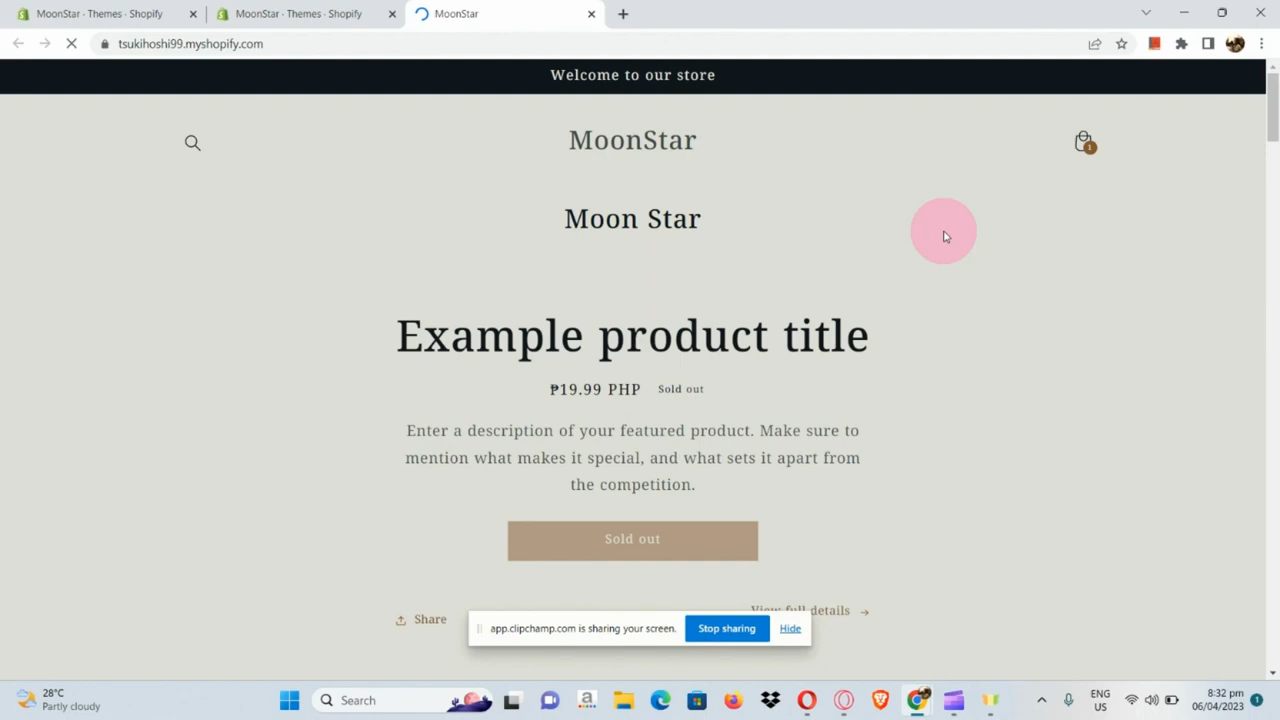 MoonStar · Themes · Shopify
MoonStar · Themes · Shopify
MoonStar
tsukihoshi99.myshopify.com
Welcome to our store
MoonStar
1
Moon Star
Example product title
₱19.99 PHP Sold out
Enter a description of your featured product. Make sure to
mention what makes it special, and what sets it apart from
the competition.
Sold out
View full details →
Share
app.clipchamp.com is sharing your screen. Stop sharing Hide
28°C
Partly cloudy
Search
ENG
US
8:32 pm
06/04/2023
1